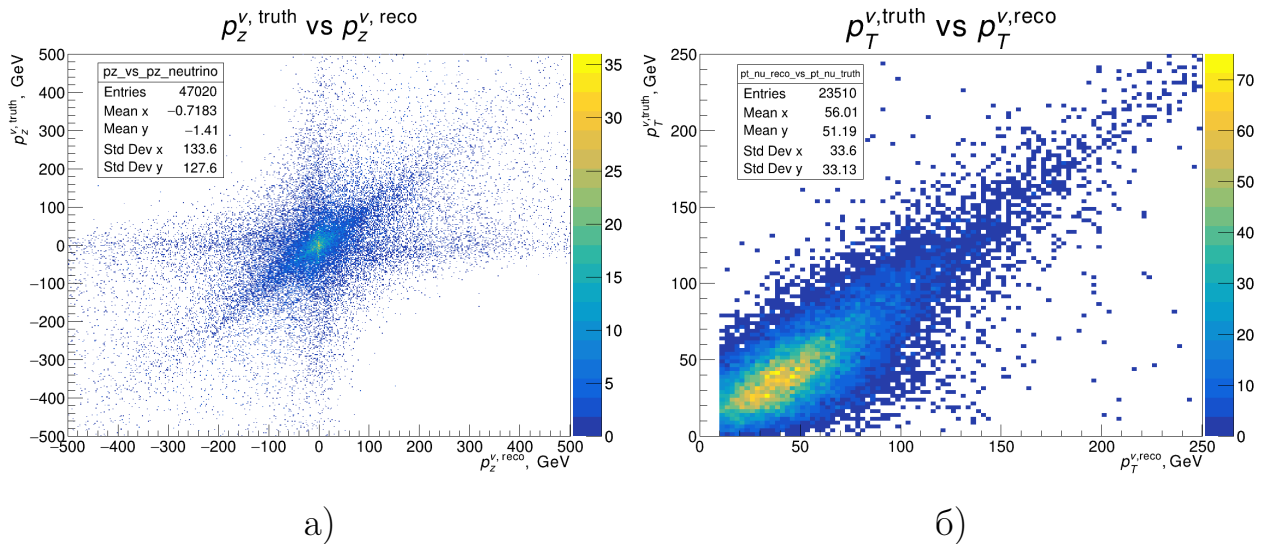 p_z^{ν, truth} vs p_z^{ν, reco}
p_z^{ν,truth}, GeV
500
400
300
200
100
0
−100
−200
−300
−400
−500
pz_vs_pz_neutrino
Entries 47020
Mean x −0.7183
Mean y −1.41
Std Dev x 133.6
Std Dev y 127.6
−500 −400 −300 −200 −100 0 100 200 300 400 500
p_z^{ν, reco}, GeV
35
30
25
20
15
10
5
0
а)
p_T^{ν,truth} vs p_T^{ν,reco}
p_T^{ν,truth}, GeV
250
200
150
100
50
0
pt_nu_reco_vs_pt_nu_truth
Entries 23510
Mean x 56.01
Mean y 51.19
Std Dev x 33.6
Std Dev y 33.13
0 50 100 150 200 250
p_T^{ν,reco}, GeV
70
60
50
40
30
20
10
0
б)